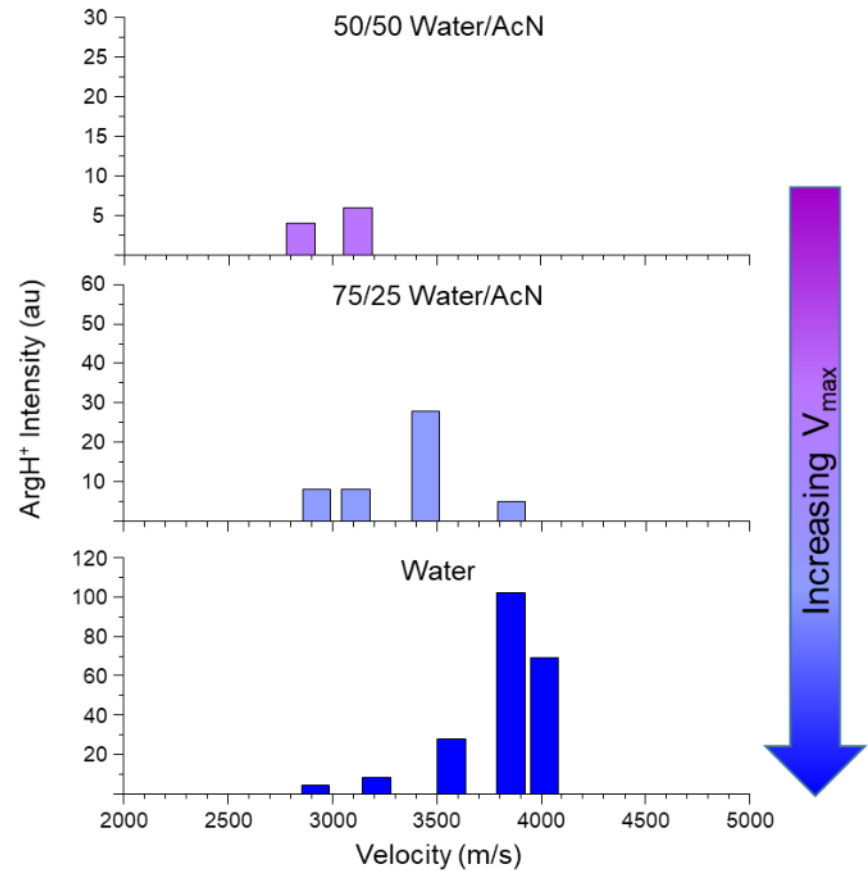 50/50 Water/AcN
30
25
20
15
10
5
75/25 Water/AcN
60
50
40
30
20
10
Water
120
100
80
60
40
20
2000 2500 3000 3500 4000 4500 5000
Velocity (m/s)
ArgH⁺ Intensity (au)
Increasing Vₘₐₓ